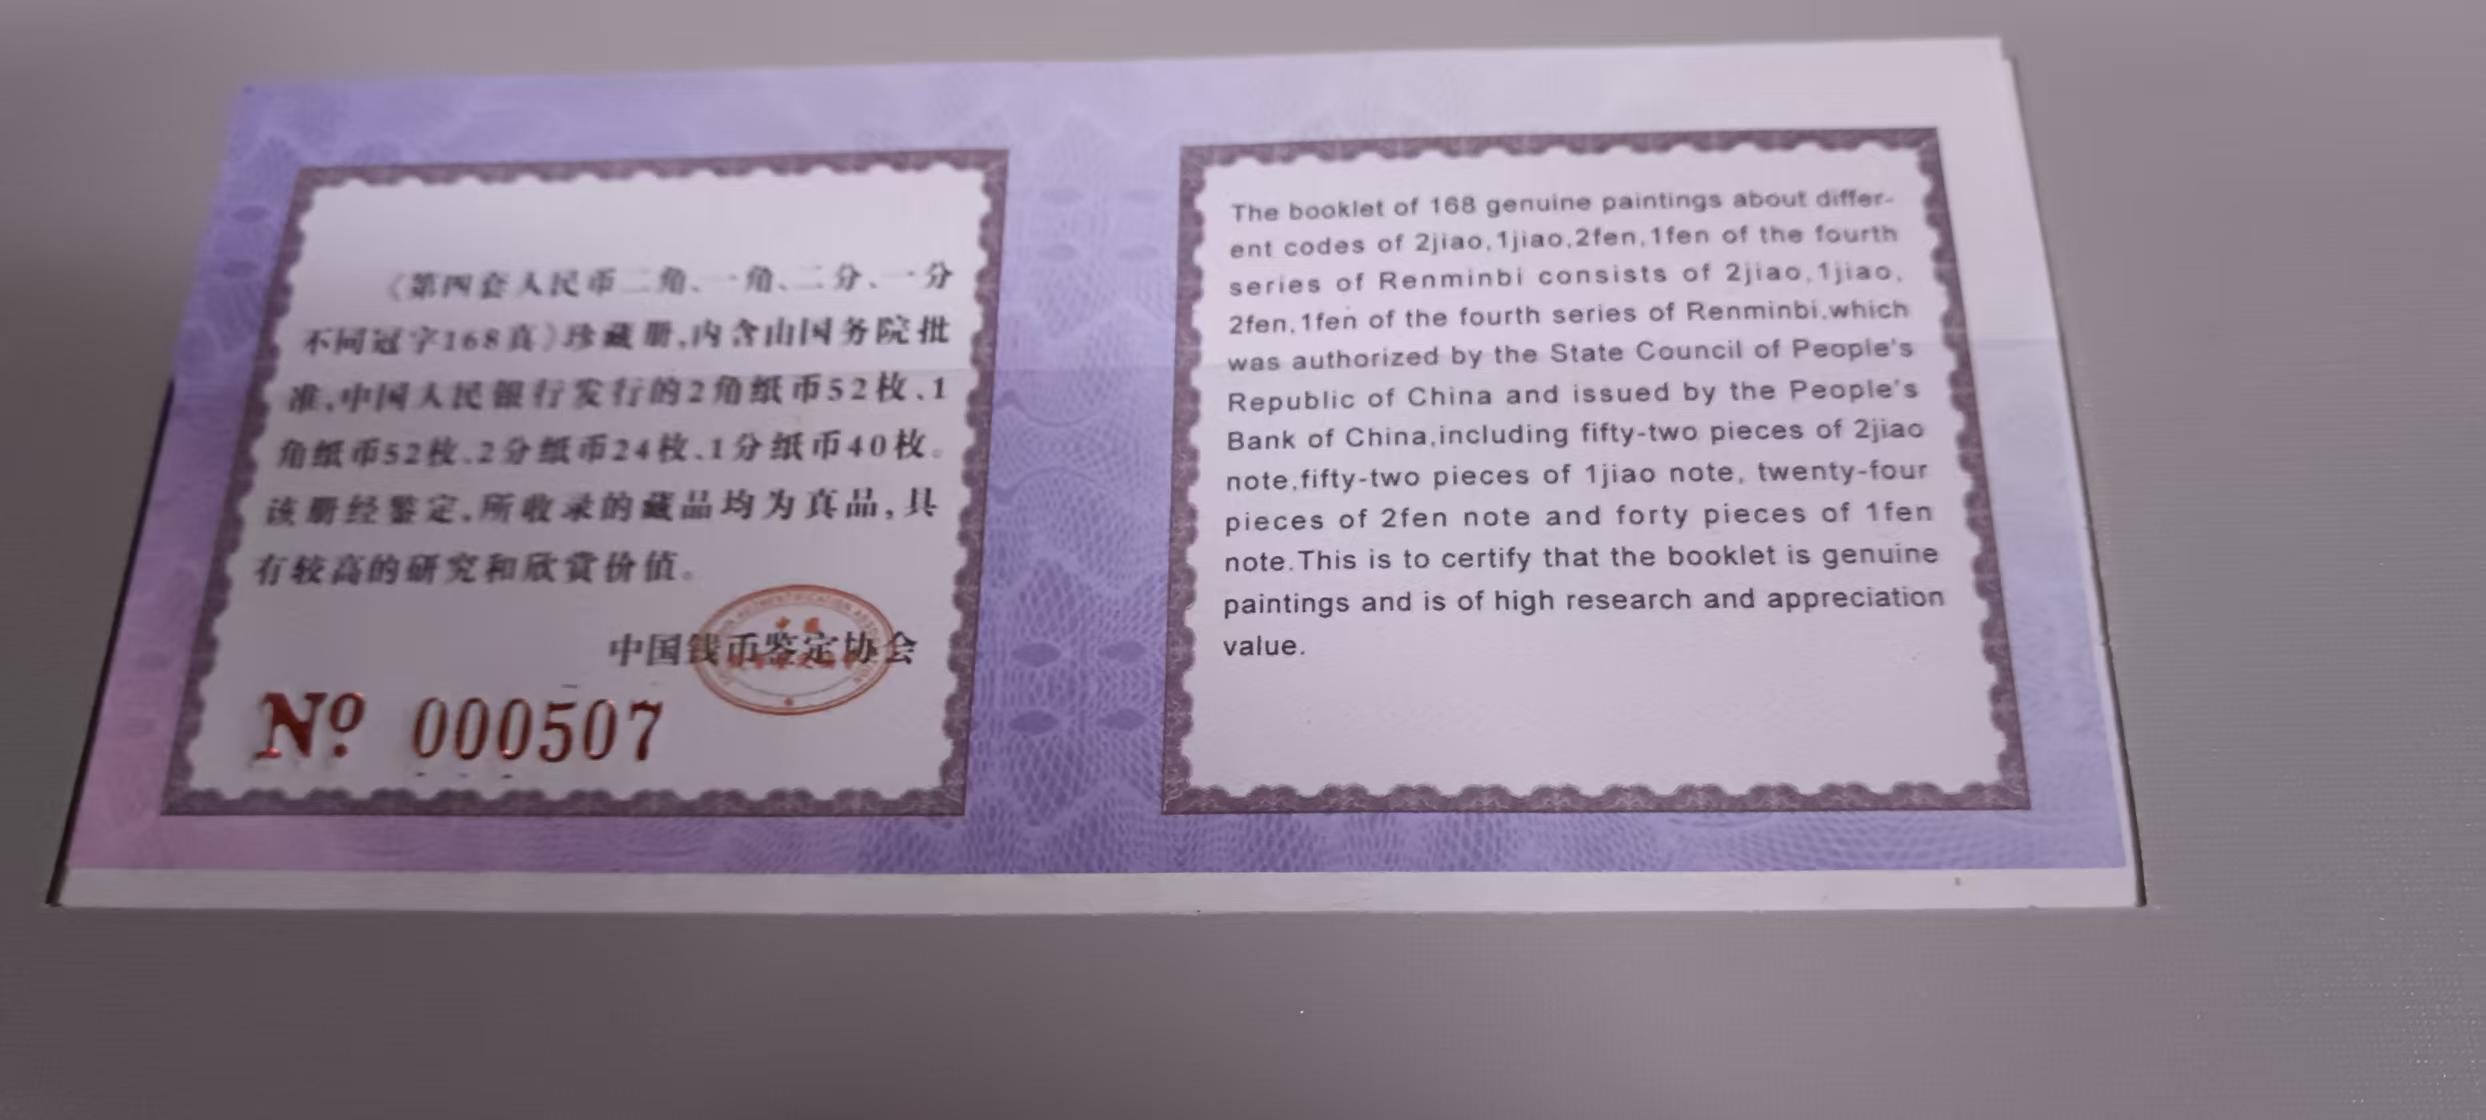 《第四套人民币二角、一角、二分、一分
不同冠字168真》珍藏册,内含由国务院批
准,中国人民银行发行的2角纸币52枚、1
角纸币52枚、2分纸币24枚、1分纸币40枚。
该册经鉴定,所收录的藏品均为真品,具
有较高的研究和欣赏价值。
中国钱币鉴定协会
Nº 000507
The booklet of 168 genuine paintings about differ-
ent codes of 2jiao,1jiao,2fen,1fen of the fourth
series of Renminbi consists of 2jiao,1jiao,
2fen,1fen of the fourth series of Renminbi,which
was authorized by the State Council of People's
Republic of China and issued by the People's
Bank of China,including fifty-two pieces of 2jiao
note,fifty-two pieces of 1jiao note, twenty-four
pieces of 2fen note and forty pieces of 1fen
note.This is to certify that the booklet is genuine
paintings and is of high research and appreciation
value.